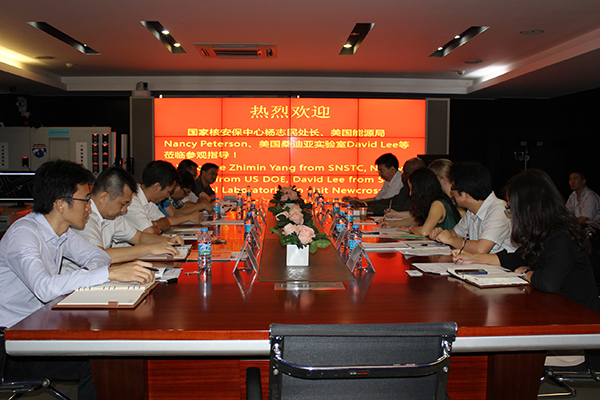 热烈欢迎
国家核安保中心杨志民处长、美国能源局
Nancy Peterson、美国桑迪亚实验室David Lee等
莅临参观指导！
Zhimin Yang from SNSTC, N
from US DOE, David Lee from S
Laborator to visit Newcros